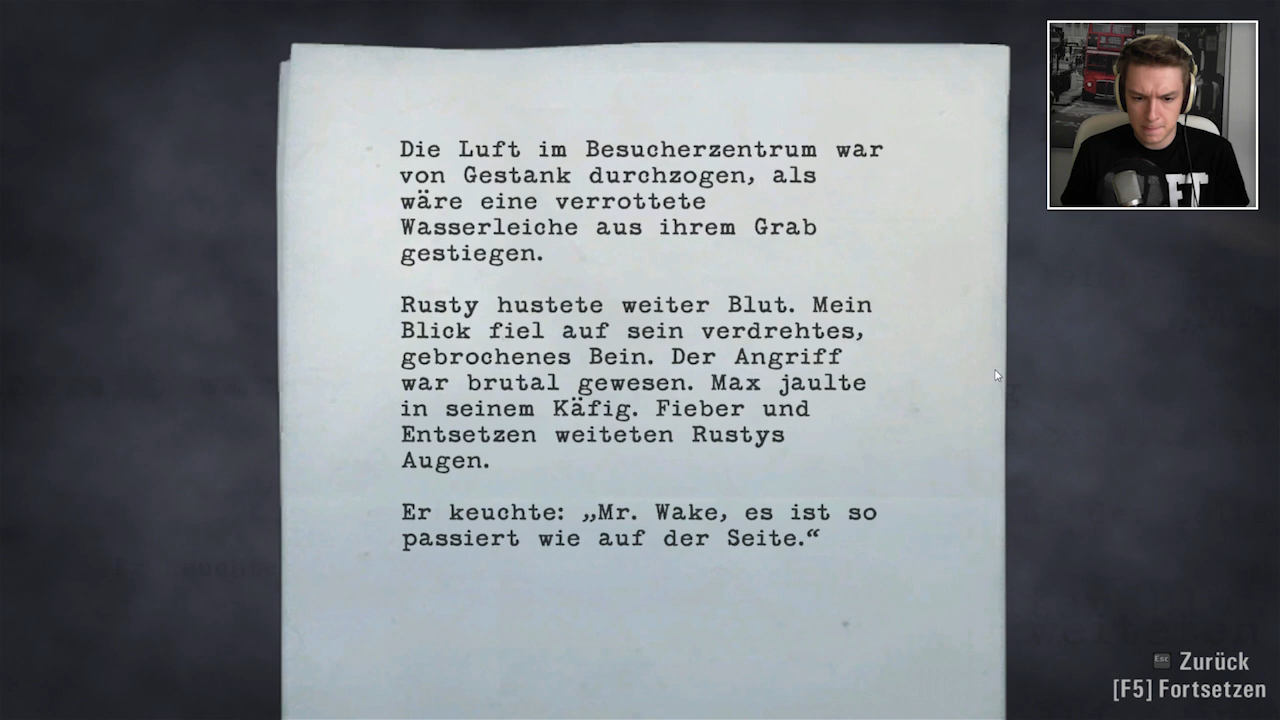 Die Luft im Besucherzentrum war
von Gestank durchzogen, als
wäre eine verrottete
Wasserleiche aus ihrem Grab
gestiegen.
Rusty hustete weiter Blut. Mein
Blick fiel auf sein verdrehtes,
gebrochenes Bein. Der Angriff
war brutal gewesen. Max jaulte
in seinem Käfig. Fieber und
Entsetzen weiteten Rustys
Augen.
Er keuchte: „Mr. Wake, es ist so
passiert wie auf der Seite.“
Esc Zurück
[F5] Fortsetzen